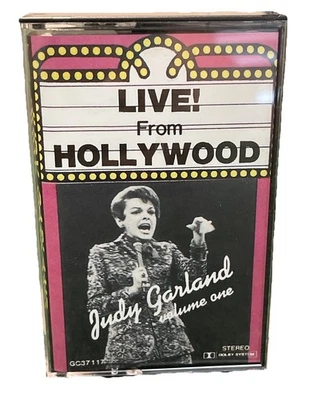 LIVE!
From
HOLLYWOOD
Judy Garland
volume one
STEREO
DOLBY SYSTEM